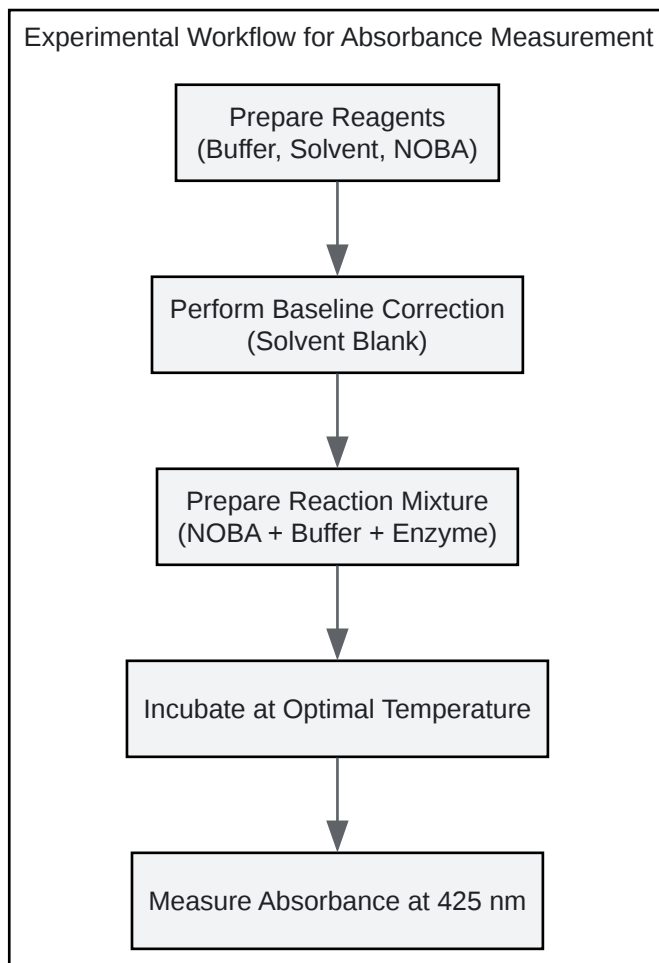 Experimental Workflow for Absorbance Measurement
Prepare Reagents
(Buffer, Solvent, NOBA)
Perform Baseline Correction
(Solvent Blank)
Prepare Reaction Mixture
(NOBA + Buffer + Enzyme)
Incubate at Optimal Temperature
Measure Absorbance at 425 nm